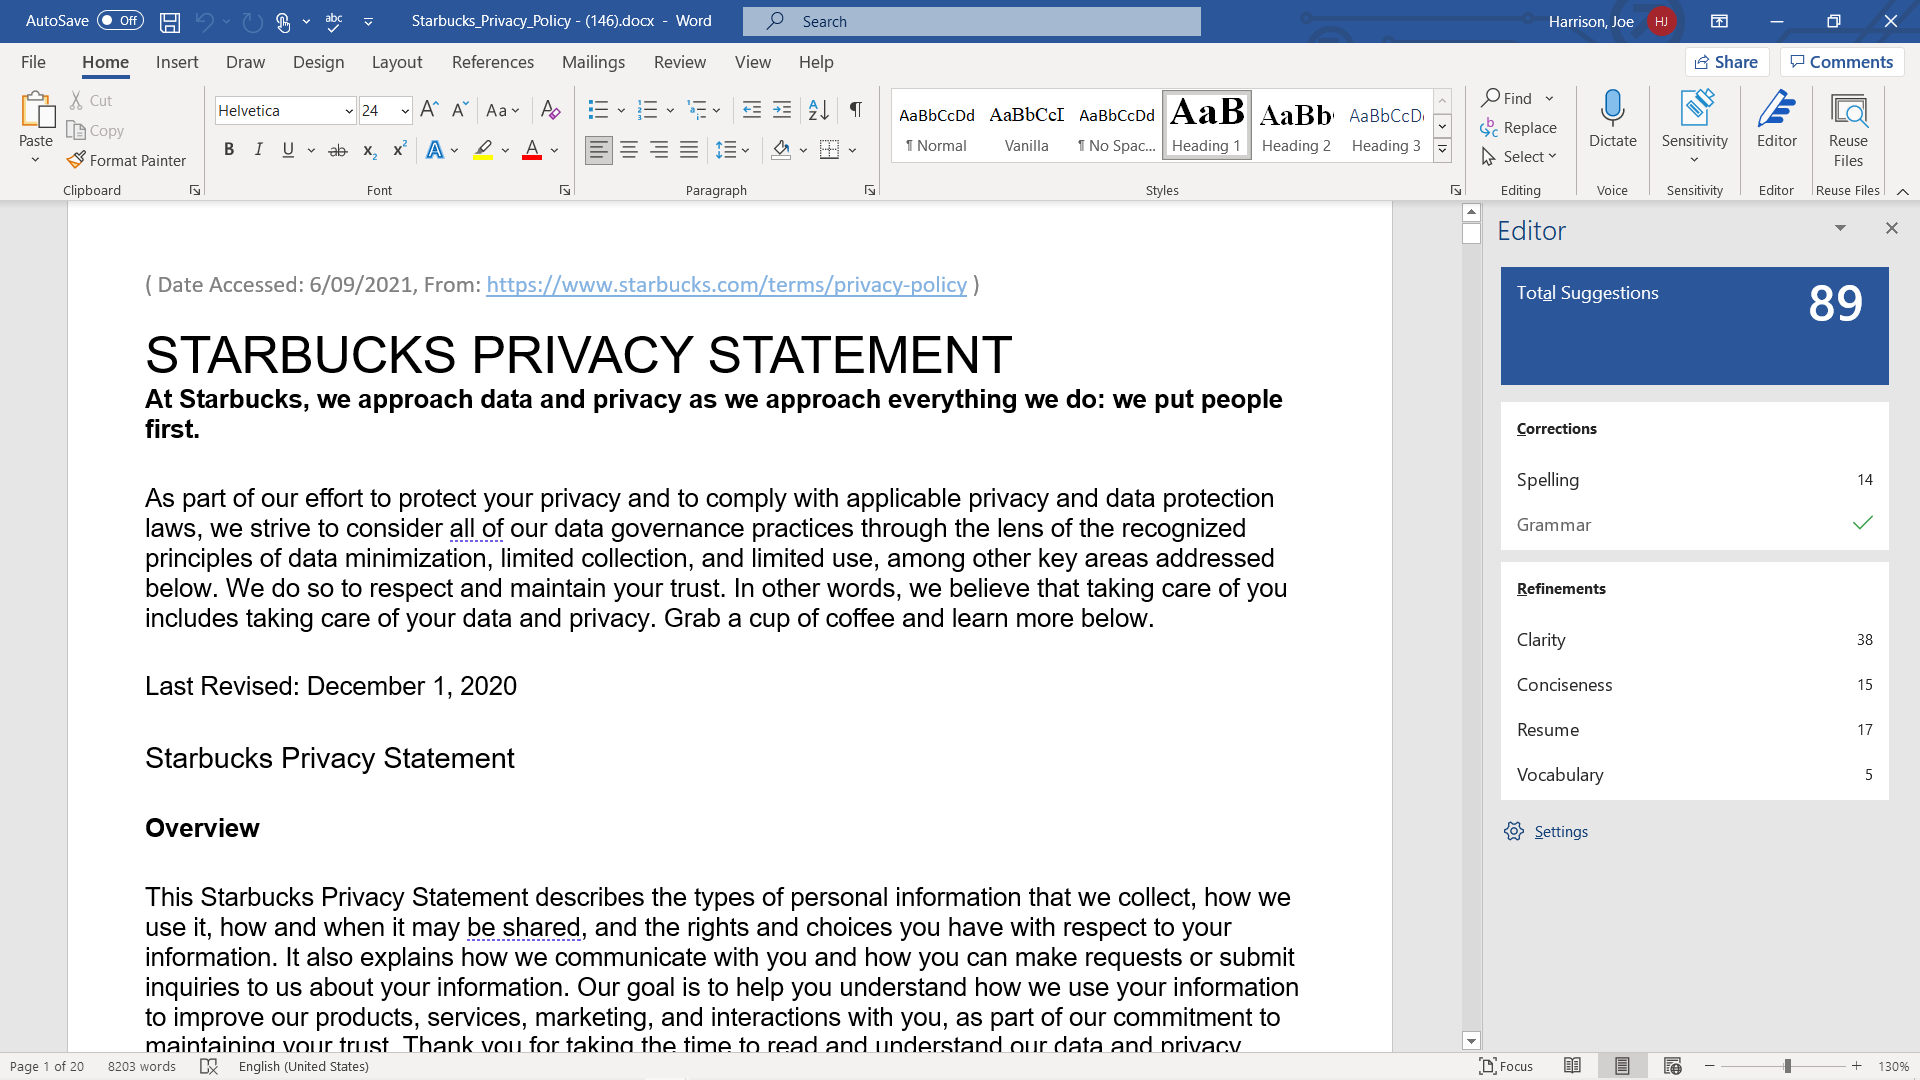 AutoSave Off Starbucks_Privacy_Policy - (146).docx - Word Search Harrison, Joe HJ
File Home Insert Draw Design Layout References Mailings Review View Help Share Comments
Paste Cut Copy Format Painter Clipboard
Helvetica 24 Aa Font
Paragraph
AaBbCcDd ¶ Normal AaBbCcI Vanilla AaBbCcDd ¶ No Spac... AaB Heading 1 AaBb Heading 2 AaBbCcD Heading 3 Styles
Find Replace Select Editing
Dictate Voice
Sensitivity Sensitivity
Editor Editor
Reuse Files Reuse Files
( Date Accessed: 6/09/2021, From: https://www.starbucks.com/terms/privacy-policy )
STARBUCKS PRIVACY STATEMENT
At Starbucks, we approach data and privacy as we approach everything we do: we put people
first.
As part of our effort to protect your privacy and to comply with applicable privacy and data protection
laws, we strive to consider all of our data governance practices through the lens of the recognized
principles of data minimization, limited collection, and limited use, among other key areas addressed
below. We do so to respect and maintain your trust. In other words, we believe that taking care of you
includes taking care of your data and privacy. Grab a cup of coffee and learn more below.
Last Revised: December 1, 2020
Starbucks Privacy Statement
Overview
This Starbucks Privacy Statement describes the types of personal information that we collect, how we
use it, how and when it may be shared, and the rights and choices you have with respect to your
information. It also explains how we communicate with you and how you can make requests or submit
inquiries to us about your information. Our goal is to help you understand how we use your information
to improve our products, services, marketing, and interactions with you, as part of our commitment to
maintaining your trust. Thank you for taking the time to read and understand our data and privacy
Editor
Total Suggestions 89
Corrections
Spelling 14
Grammar
Refinements
Clarity 38
Conciseness 15
Resume 17
Vocabulary 5
Settings
Page 1 of 20 8203 words English (United States) Focus 130%